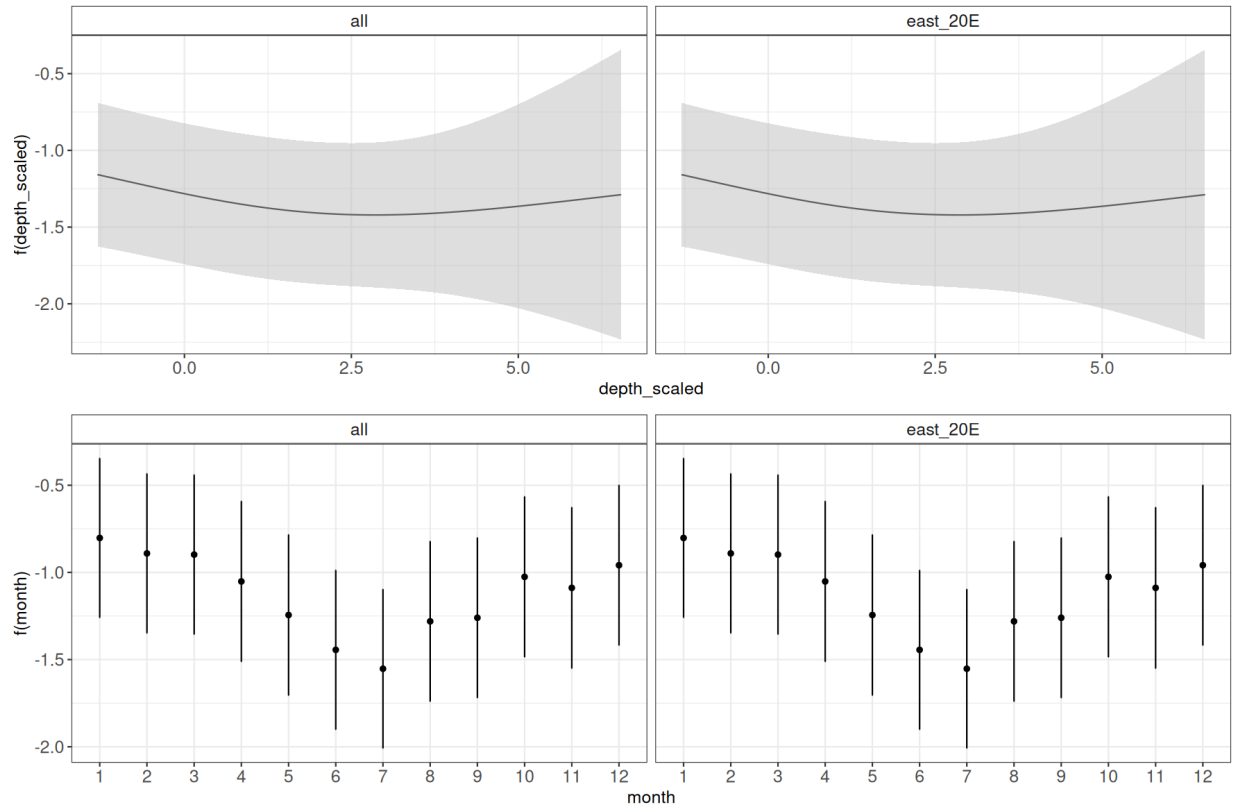 all east_20E
f(depth_scaled)
-0.5
-1.0
-1.5
-2.0
0.0 2.5 5.0 0.0 2.5 5.0
depth_scaled
all east_20E
f(month)
-0.5
-1.0
-1.5
-2.0
1 2 3 4 5 6 7 8 9 10 11 12 1 2 3 4 5 6 7 8 9 10 11 12
month